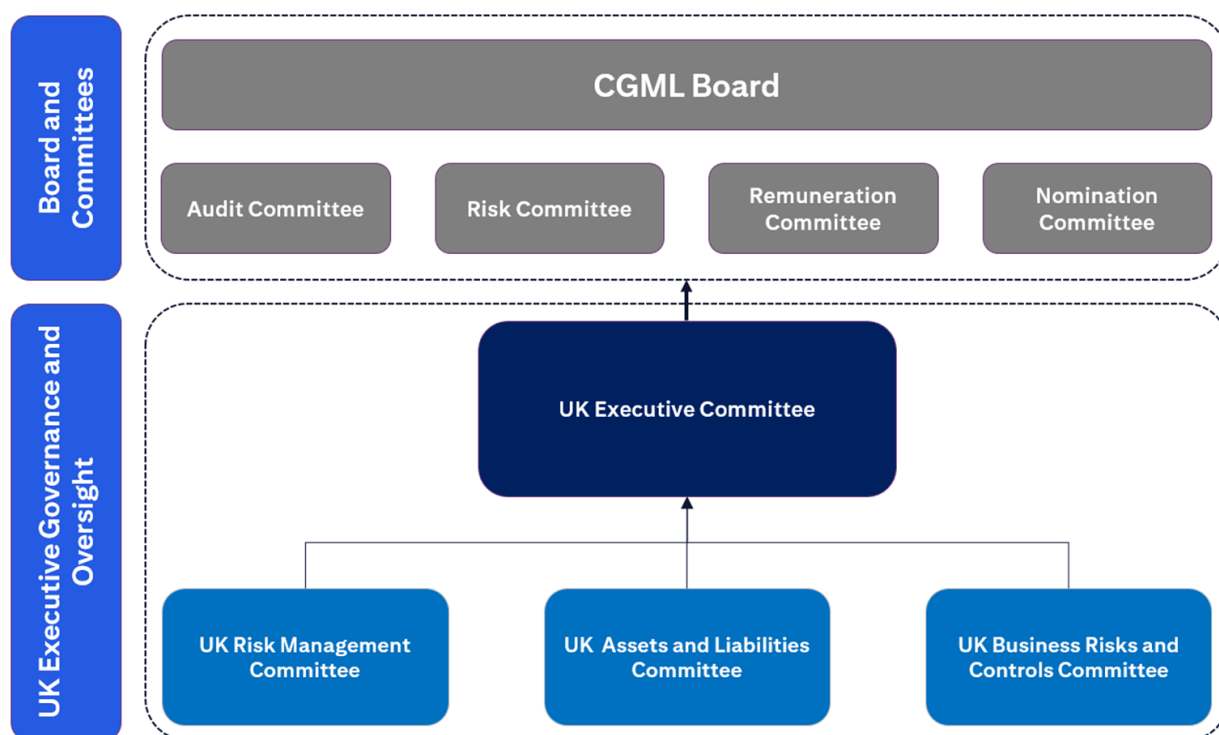 Board and
Committees
CGML Board
Audit Committee
Risk Committee
Remuneration
Committee
Nomination
Committee
UK Executive Governance and
Oversight
UK Executive Committee
UK Risk Management
Committee
UK  Assets and Liabilities
Committee
UK Business Risks and
Controls Committee